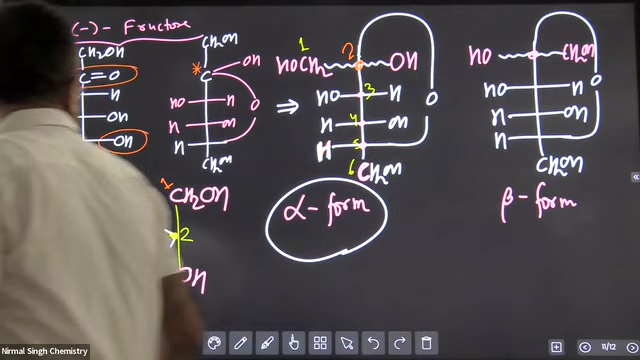 (-) - Fructose
CH2OH
C=O
H
OH
OH
CH2OH
* C OH
HO H
H OH
O
H
CH2OH
⇒
1 2
HOCH2 OH
HO 3 H
O
H 4 OH
H 5
6 CH2OH
α - form
HO CH2OH
HO H
O
H OH
H
CH2OH
β - form
1 CH2OH
2
OH
Nirmal Singh Chemistry
11/12